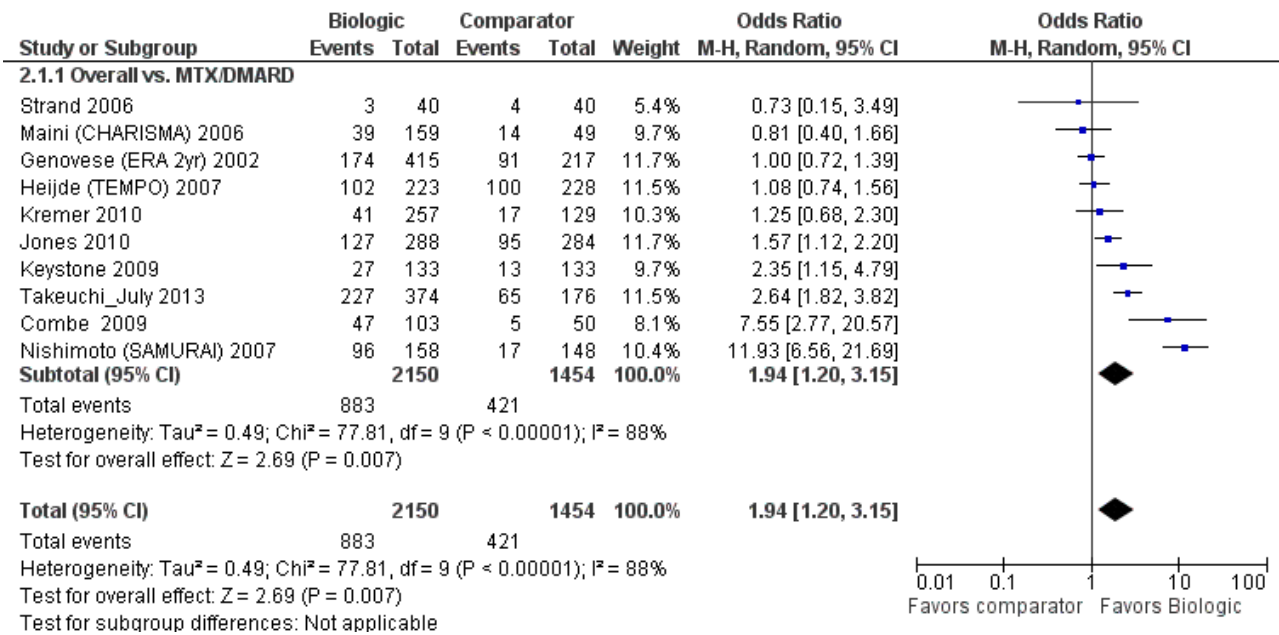 Biologic Comparator Odds Ratio Odds Ratio
Study or Subgroup Events Total Events Total Weight M-H, Random, 95% CI M-H, Random, 95% CI
2.1.1 Overall vs. MTX/DMARD
Strand 2006 3 40 4 40 5.4% 0.73 [0.15, 3.49]
Maini (CHARISMA) 2006 39 159 14 49 9.7% 0.81 [0.40, 1.66]
Genovese (ERA 2yr) 2002 174 415 91 217 11.7% 1.00 [0.72, 1.39]
Heijde (TEMPO) 2007 102 223 100 228 11.5% 1.08 [0.74, 1.56]
Kremer 2010 41 257 17 129 10.3% 1.25 [0.68, 2.30]
Jones 2010 127 288 95 284 11.7% 1.57 [1.12, 2.20]
Keystone 2009 27 133 13 133 9.7% 2.35 [1.15, 4.79]
Takeuchi_July 2013 227 374 65 176 11.5% 2.64 [1.82, 3.82]
Combe 2009 47 103 5 50 8.1% 7.55 [2.77, 20.57]
Nishimoto (SAMURAI) 2007 96 158 17 148 10.4% 11.93 [6.56, 21.69]
Subtotal (95% CI) 2150 1454 100.0% 1.94 [1.20, 3.15]
Total events 883 421
Heterogeneity: Tau² = 0.49; Chi² = 77.81, df = 9 (P < 0.00001); I² = 88%
Test for overall effect: Z = 2.69 (P = 0.007)
Total (95% CI) 2150 1454 100.0% 1.94 [1.20, 3.15]
Total events 883 421
Heterogeneity: Tau² = 0.49; Chi² = 77.81, df = 9 (P < 0.00001); I² = 88%
Test for overall effect: Z = 2.69 (P = 0.007)
Test for subgroup differences: Not applicable
0.01 0.1 1 10 100
Favors comparator Favors Biologic